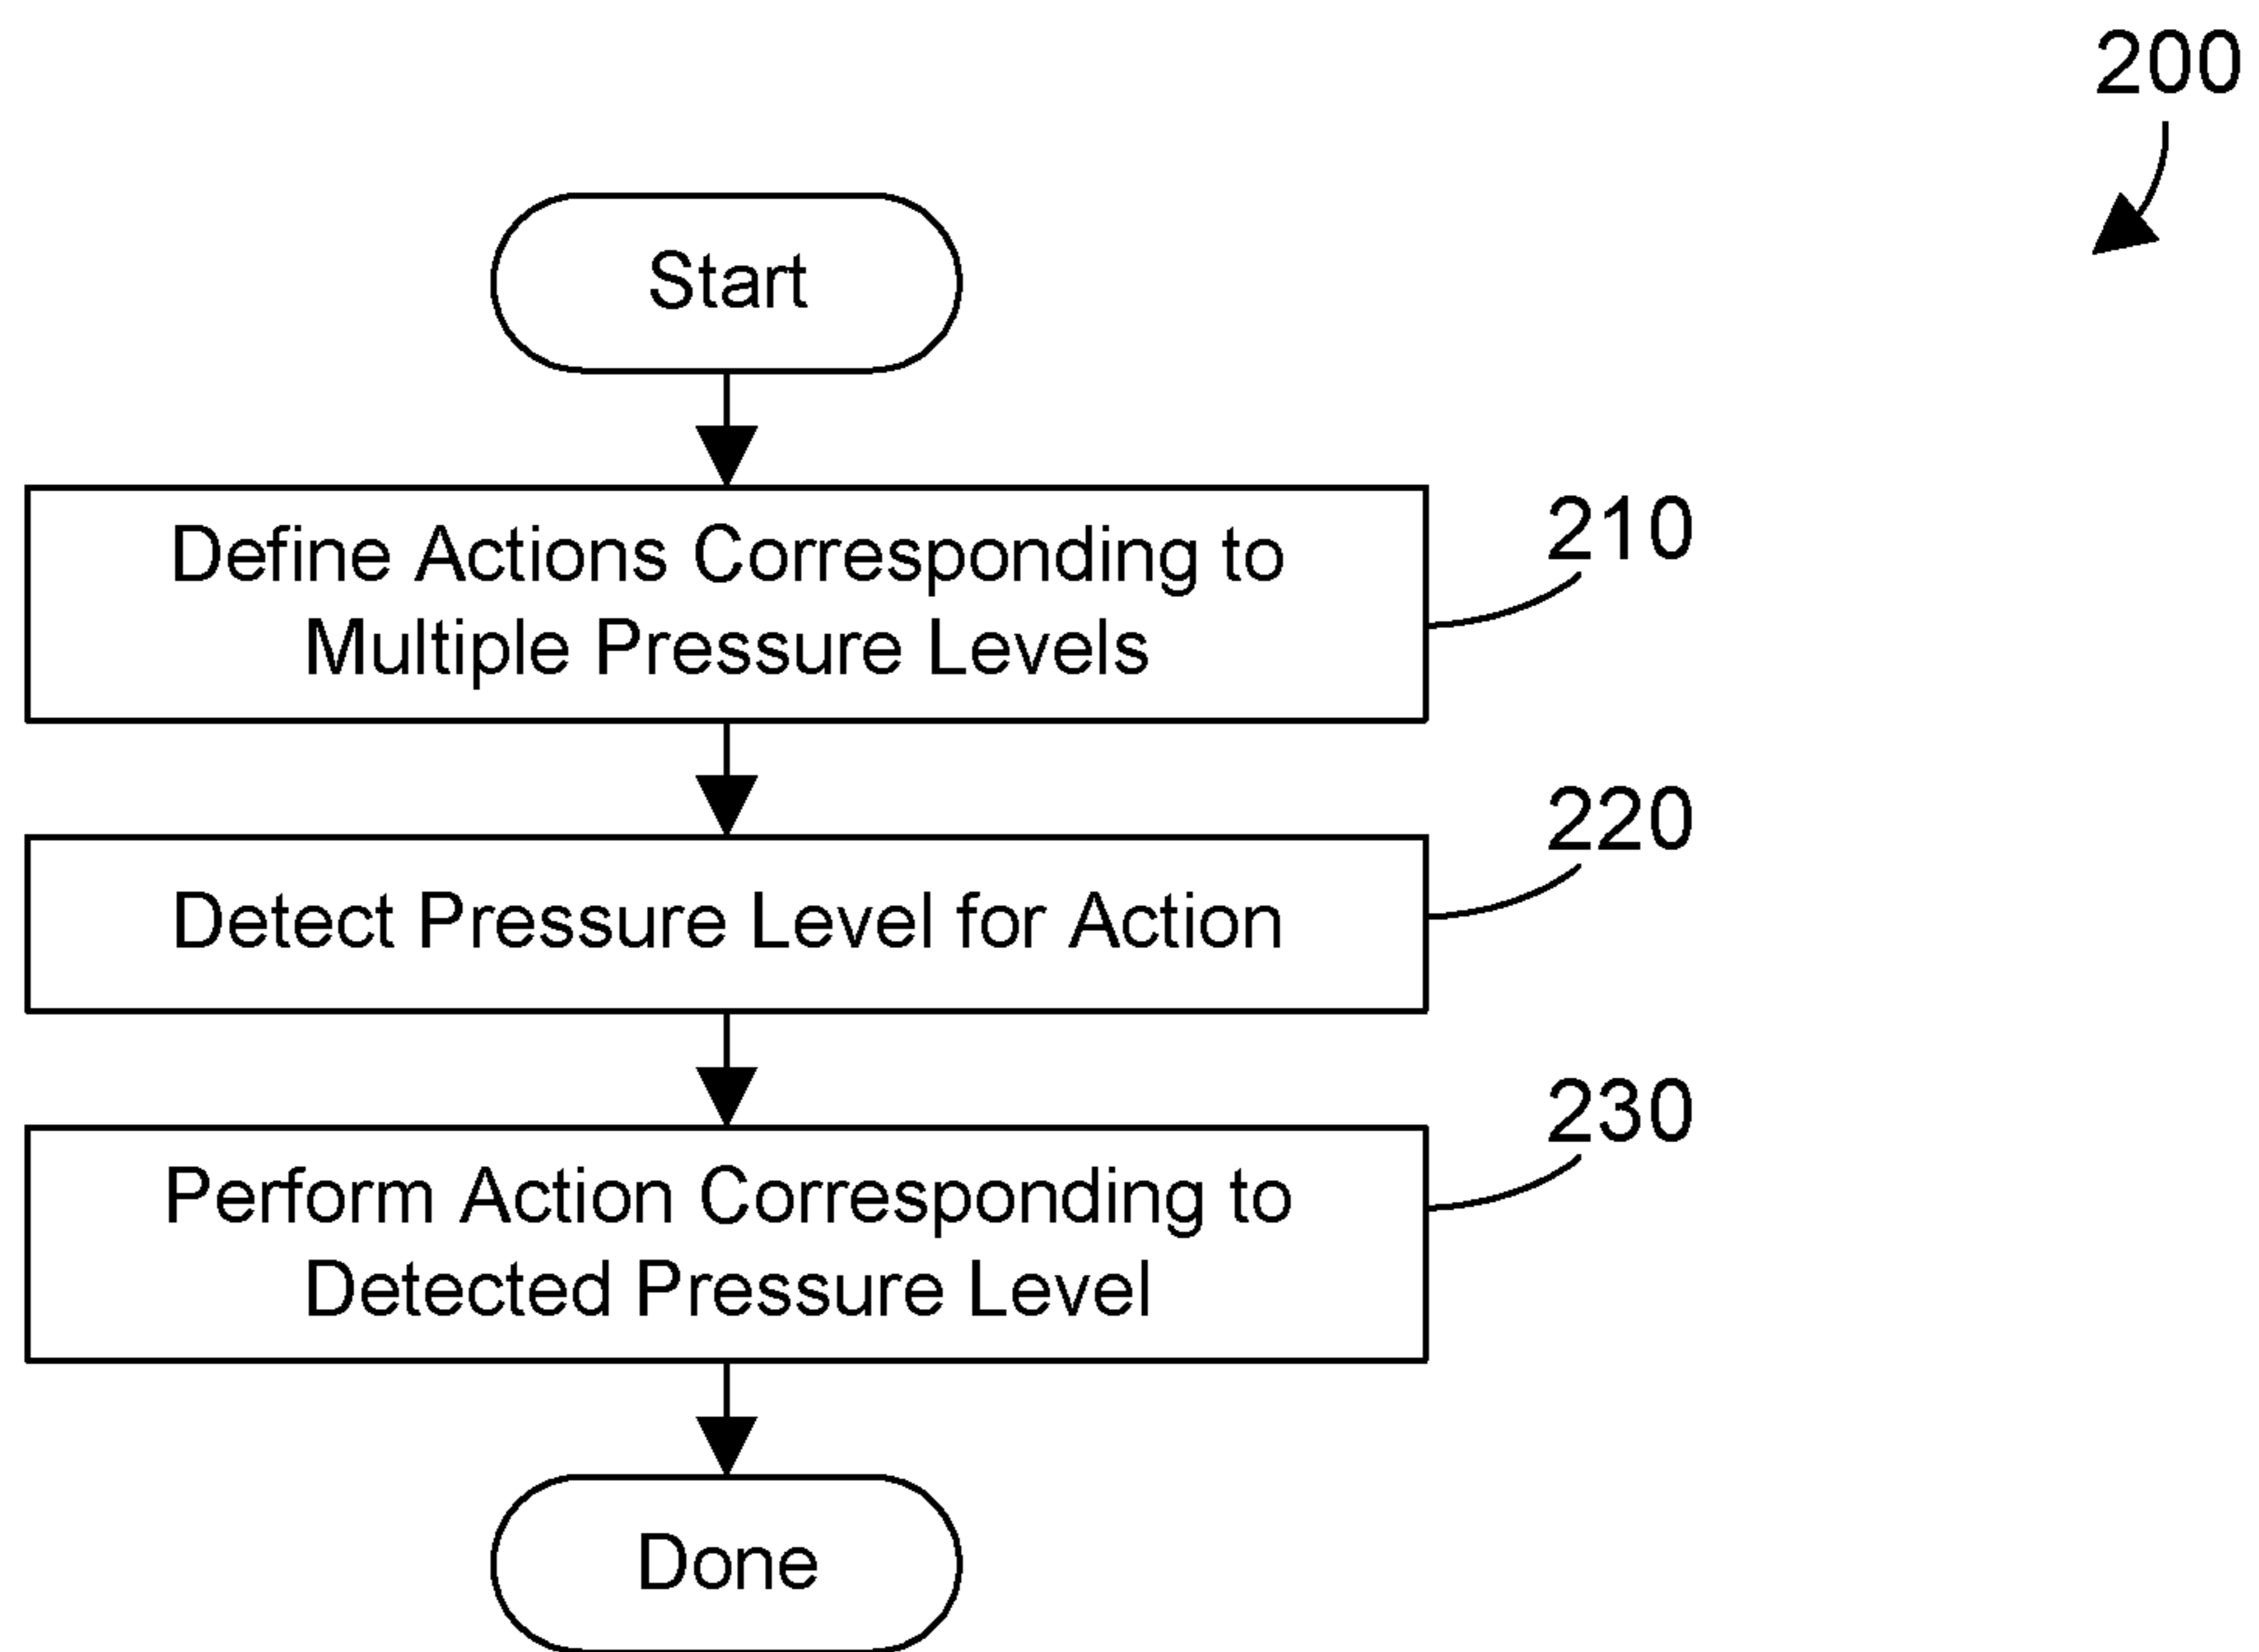 200
Start
Define Actions Corresponding to
Multiple Pressure Levels
210
Detect Pressure Level for Action
220
Perform Action Corresponding to
Detected Pressure Level
230
Done